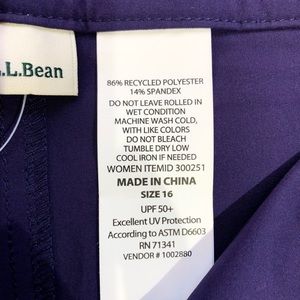 L.L.Bean
86% RECYCLED POLYESTER
14% SPANDEX
DO NOT LEAVE ROLLED IN
WET CONDITION
MACHINE WASH COLD,
WITH LIKE COLORS
DO NOT BLEACH
TUMBLE DRY LOW
COOL IRON IF NEEDED
WOMEN ITEMID 300251
MADE IN CHINA
SIZE 16
UPF 50+
Excellent UV Protection
According to ASTM D6603
RN 71341
VENDOR # 1002880